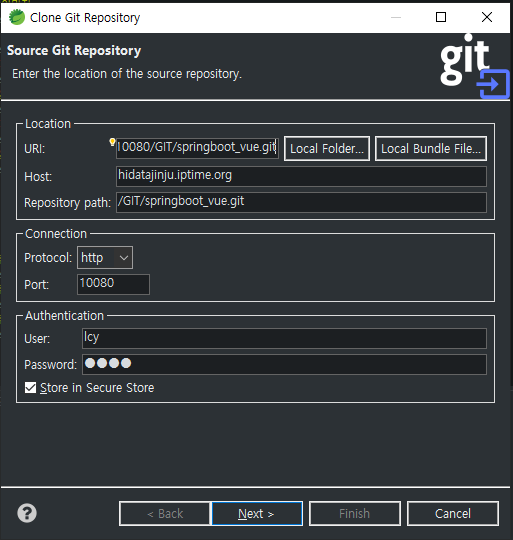 Clone Git Repository
Source Git Repository
Enter the location of the source repository.
git
Location
URI: 10080/GIT/springboot_vue.git Local Folder... Local Bundle File...
Host: hidatajinju.iptime.org
Repository path: /GIT/springboot_vue.git
Connection
Protocol: http
Port: 10080
Authentication
User: lcy
Password: ●●●●
Store in Secure Store
? < Back Next > Finish Cancel